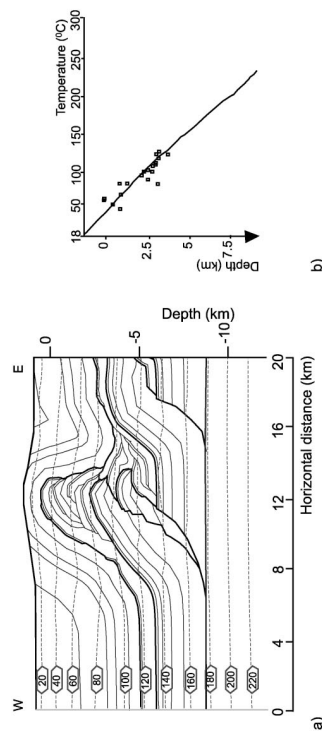 W
E
20
40
60
80
100
120
140
160
180
200
220
0
-5
-10
Depth (km)
0 4 8 12 16 20
Horizontal distance (km)
a)
Temperature (ºC)
18 50 100 150 200 300
0
2.5
5
7.5
Depth (km)
b)